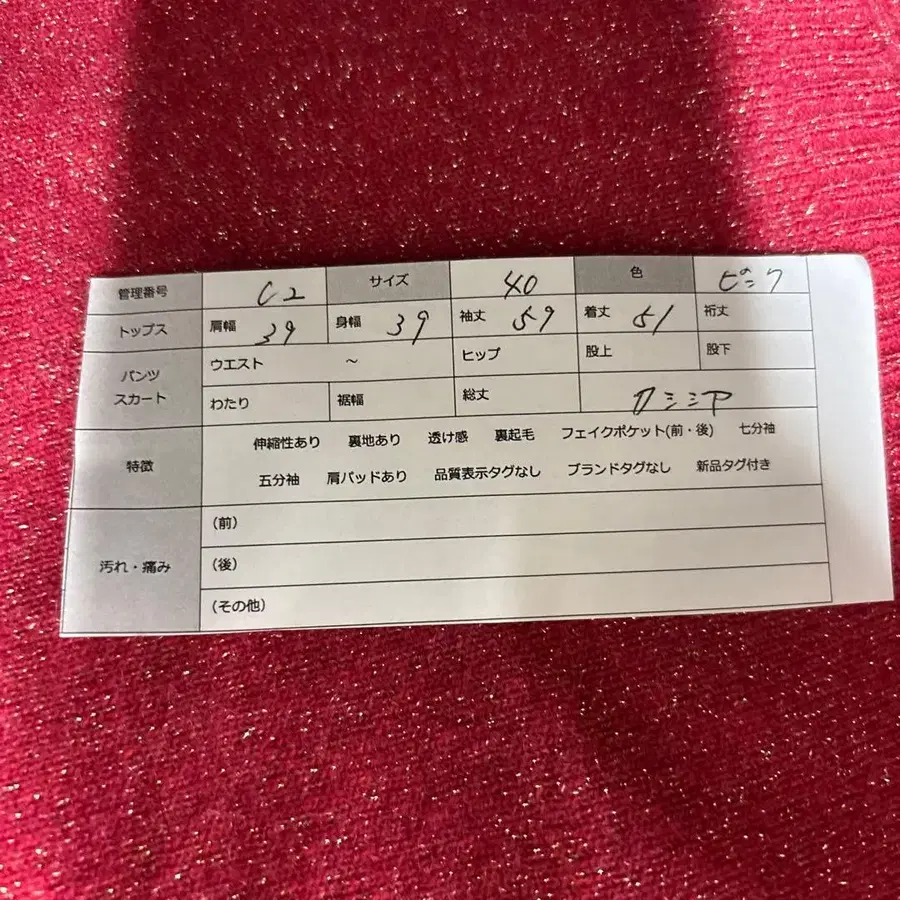 管理番号 C2 サイズ 40 色 ピンク
トップス 肩幅 39 身幅 39 袖丈 59 着丈 51 裄丈
パンツ スカート ウエスト ～ ヒップ 股上 股下
わたり 裾幅 総丈
特徴 伸縮性あり 裏地あり 透け感 裏起毛 フェイクポケット(前・後) 七分袖
五分袖 肩パッドあり 品質表示タグなし ブランドタグなし 新品タグ付き
汚れ・痛み (前)
(後)
(その他)